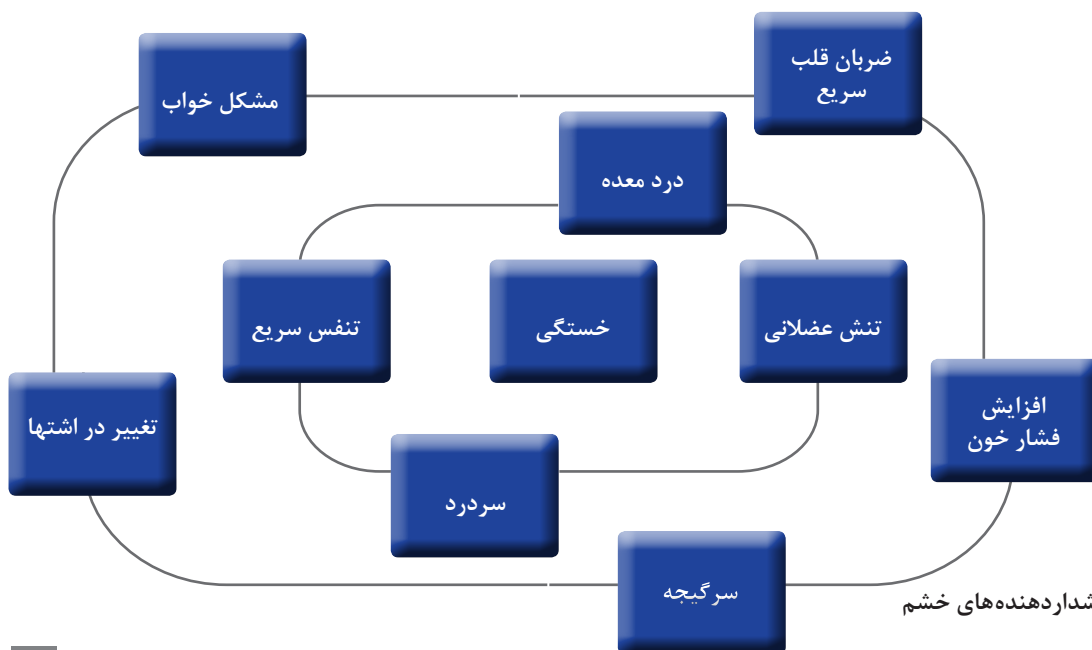 ضربان قلب
سریع
مشکل خواب
درد معده
تنش عضلانی
خستگی
تنفس سریع
افزایش
فشار خون
تغییر در اشتها
سردرد
سرگیجه
شداردهنده‌های خشم